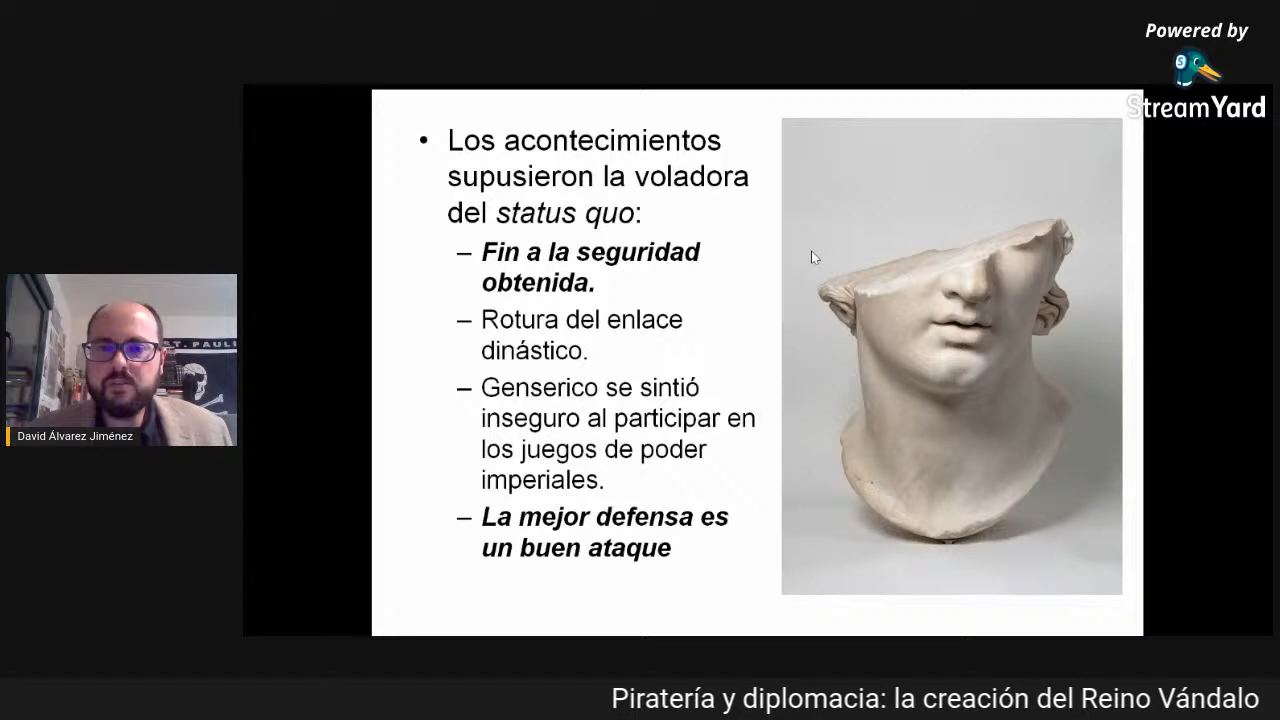 Powered by
StreamYard
• Los acontecimientos
supusieron la voladora
del status quo:
– Fin a la seguridad
obtenida.
– Rotura del enlace
dinástico.
– Genserico se sintió
inseguro al participar en
los juegos de poder
imperiales.
– La mejor defensa es
un buen ataque
T. PAULI
David Álvarez Jiménez
Piratería y diplomacia: la creación del Reino Vándalo